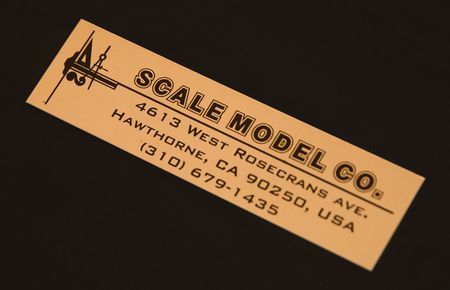 SCALE MODEL CO.
4613 WEST ROSECRANS AVE.
HAWTHORNE, CA 90250, USA
(310) 679-1435